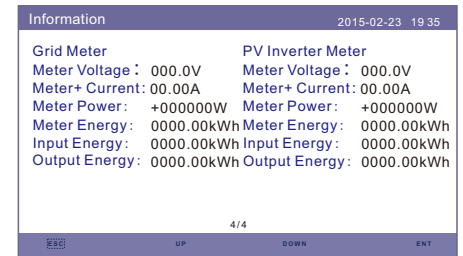 Information 2015-02-23 19 35
Grid Meter PV Inverter Meter
Meter Voltage: 000.0V Meter Voltage: 000.0V
Meter+ Current: 00.00A Meter+ Current: 00.00A
Meter Power: +000000W Meter Power: +000000W
Meter Energy: 0000.00kWh Meter Energy: 0000.00kWh
Input Energy: 0000.00kWh Input Energy: 0000.00kWh
Output Energy: 0000.00kWh Output Energy: 0000.00kWh
4/4
ESC UP DOWN ENT